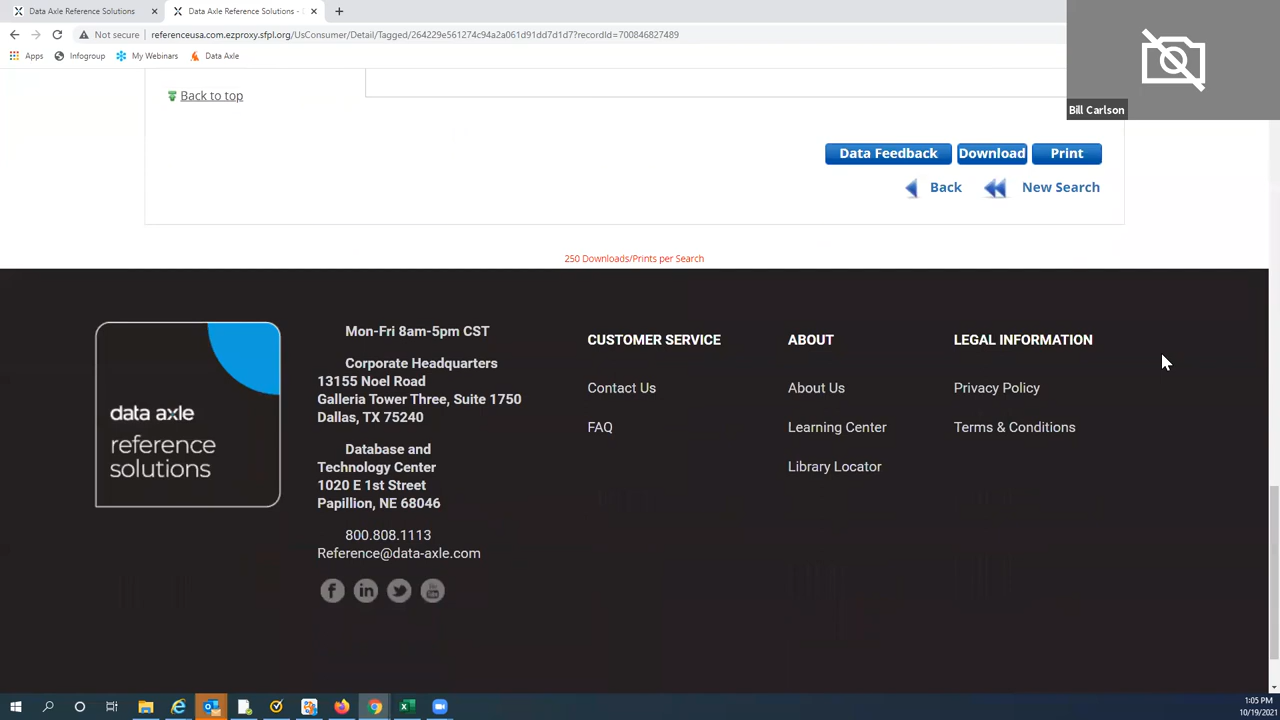 Data Axle Reference Solutions
Data Axle Reference Solutions -
Not secure
referenceusa.com.ezproxy.sfpl.org/UsConsumer/Detail/Tagged/264229e561274c94a2a061d91dd7d1d7?recordId=700846827489
Apps
Infogroup
My Webinars
Data Axle
Bill Carlson
Back to top
Data Feedback
Download
Print
Back
New Search
250 Downloads/Prints per Search
data axle
reference
solutions
Mon-Fri 8am-5pm CST
Corporate Headquarters
13155 Noel Road
Galleria Tower Three, Suite 1750
Dallas, TX 75240
Database and
Technology Center
1020 E 1st Street
Papillion, NE 68046
800.808.1113
Reference@data-axle.com
CUSTOMER SERVICE
Contact Us
FAQ
ABOUT
About Us
Learning Center
Library Locator
LEGAL INFORMATION
Privacy Policy
Terms & Conditions
1:05 PM
10/19/2021